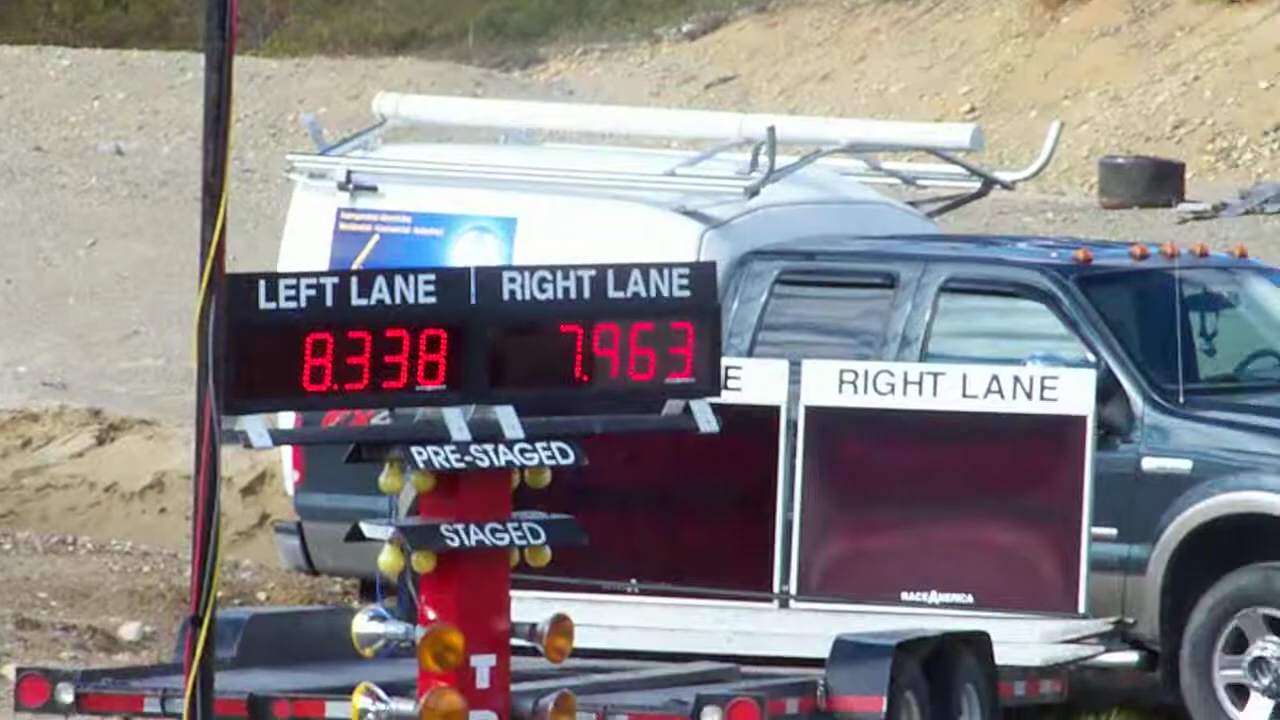 LEFT LANE
RIGHT LANE
8.338
7.963
E
RIGHT LANE
PRE-STAGED
STAGED
RACEAMERICA
T